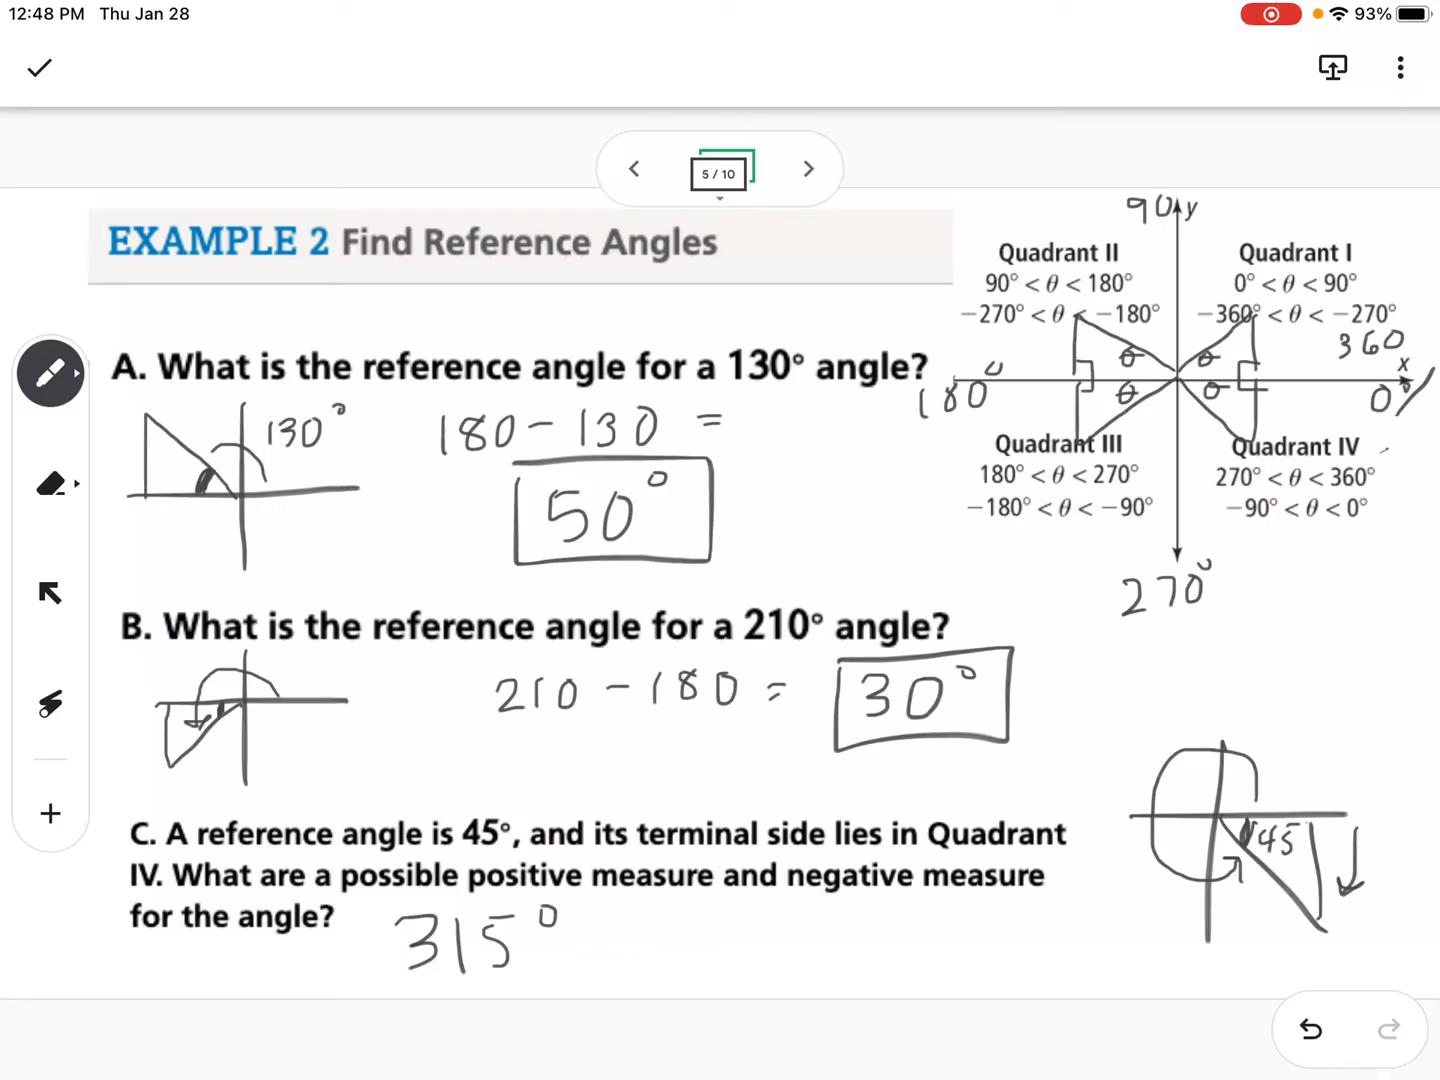 12:48 PM Thu Jan 28
93%
5 / 10
EXAMPLE 2 Find Reference Angles
A. What is the reference angle for a 130° angle?
130°
180 - 130 =
50°
B. What is the reference angle for a 210° angle?
210 - 180 =
30°
C. A reference angle is 45°, and its terminal side lies in Quadrant
IV. What are a possible positive measure and negative measure
for the angle?
315°
45
90 y
Quadrant II
90° < θ < 180°
−270° < θ < −180°
Quadrant I
0° < θ < 90°
−360° < θ < −270°
360
x
θ θ
180°
0°
θ θ
Quadrant III
180° < θ < 270°
−180° < θ < −90°
Quadrant IV
270° < θ < 360°
−90° < θ < 0°
270°